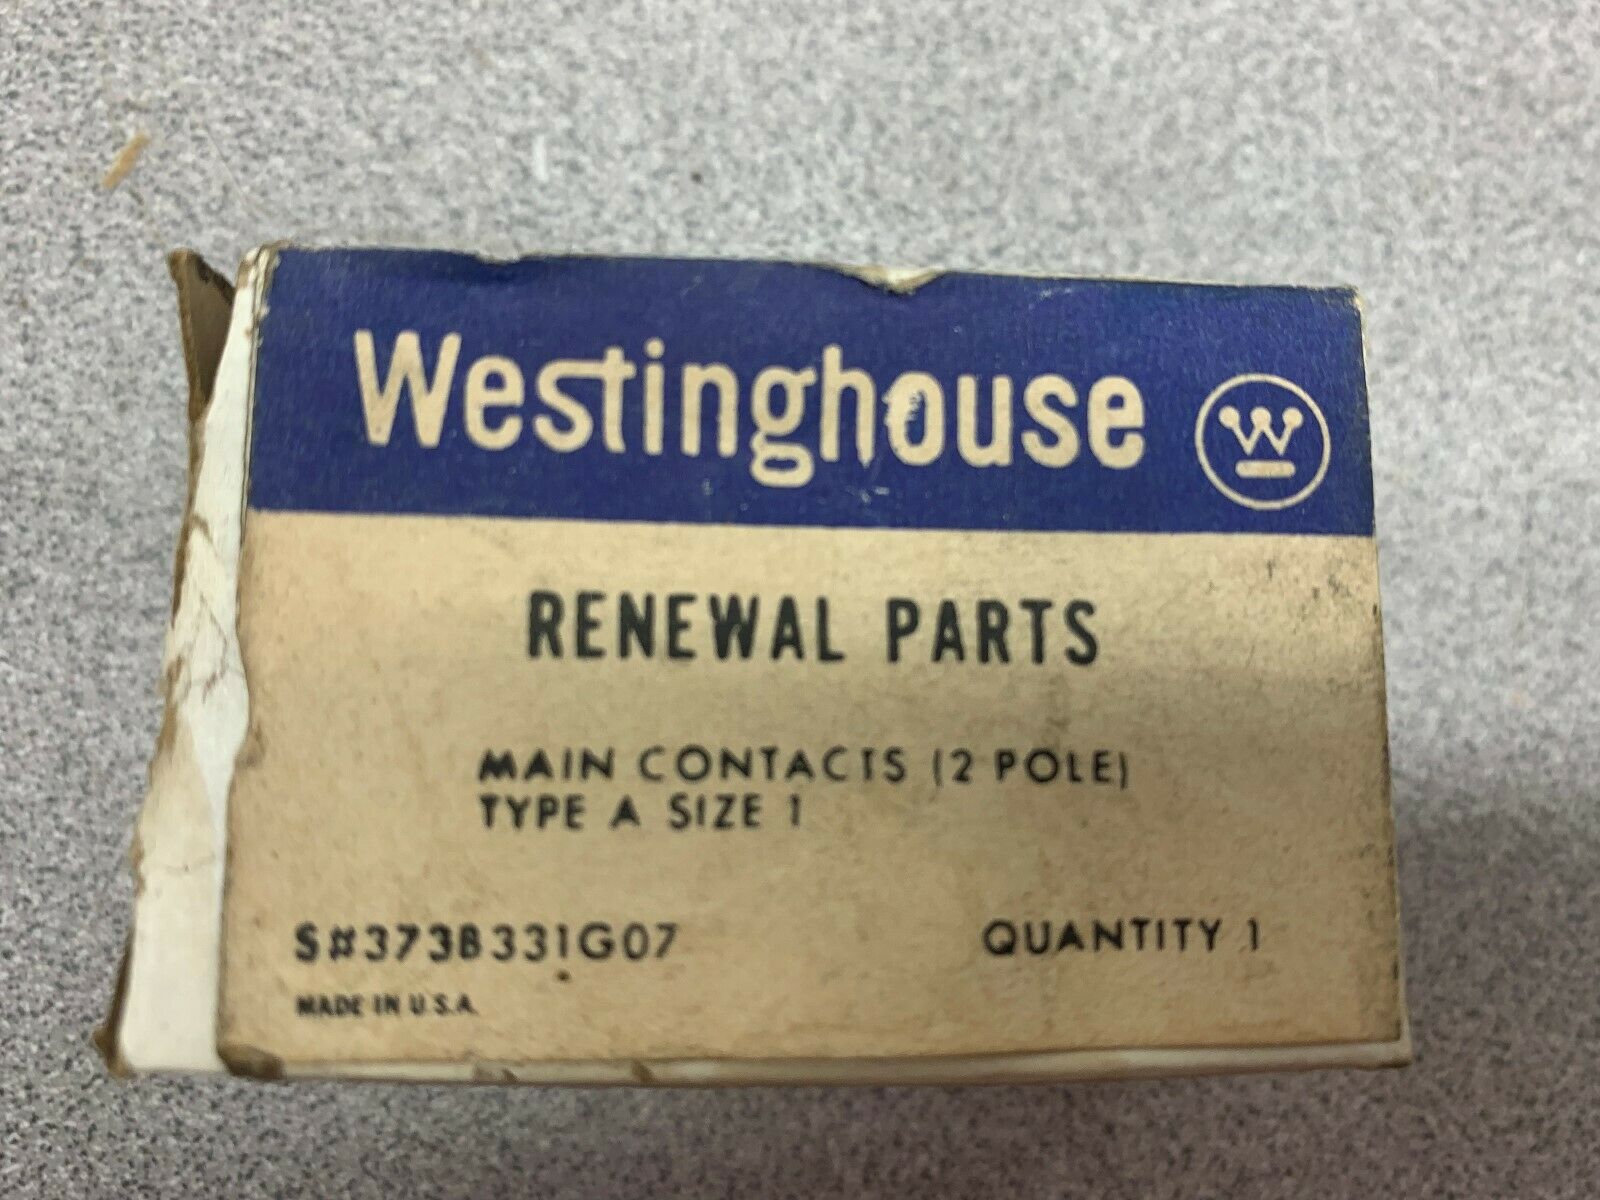 Westinghouse W
RENEWAL PARTS
MAIN CONTACTS (2 POLE)
TYPE A SIZE 1
S#373B331G07 QUANTITY 1
MADE IN U.S.A.